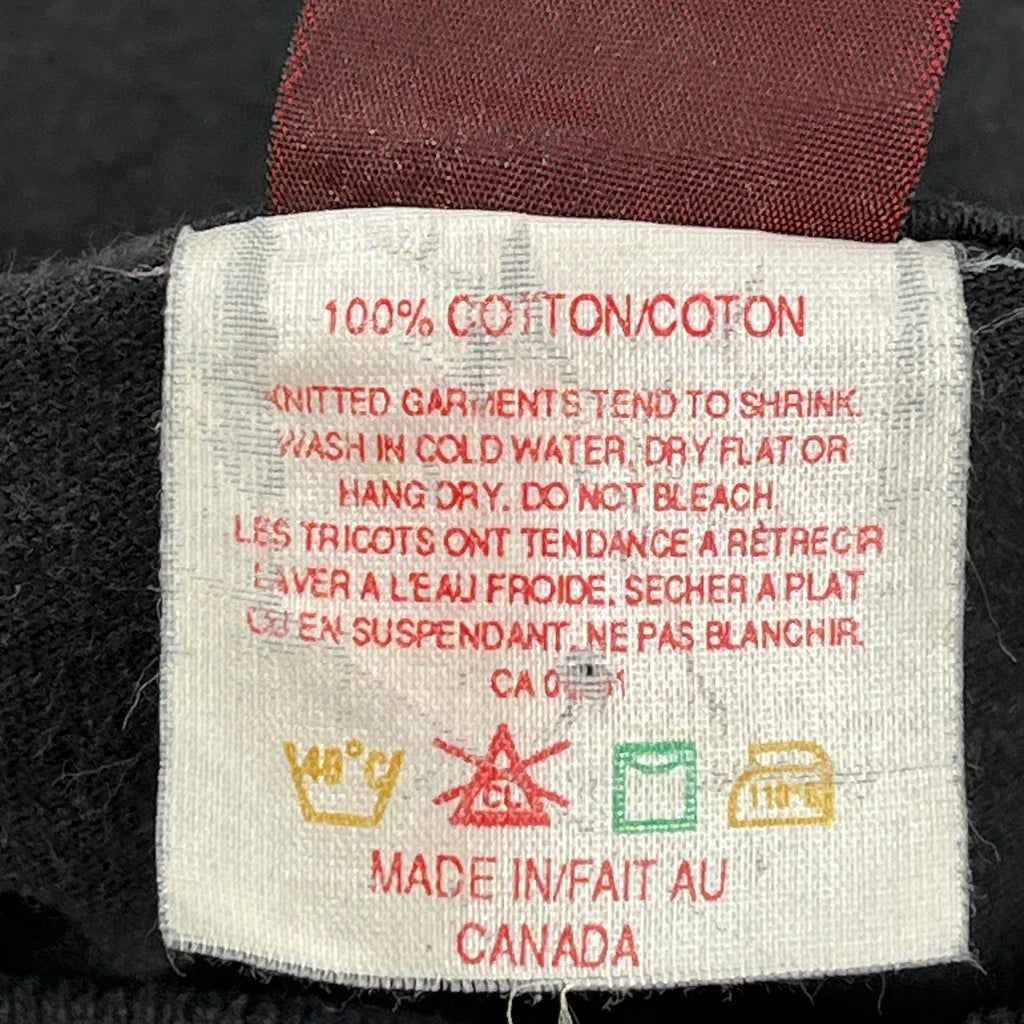 100% COTTON/COTON
KNITTED GARMENTS TEND TO SHRINK.
WASH IN COLD WATER, DRY FLAT OR
HANG DRY. DO NOT BLEACH.
LES TRICOTS ONT TENDANCE A RÊTRECIR
LAVER A L'EAU FROIDE. SECHER A PLAT
OU EN SUSPENDANT. NE PAS BLANCHIR.
CA
40°C CL 110°C
MADE IN/FAIT AU
CANADA